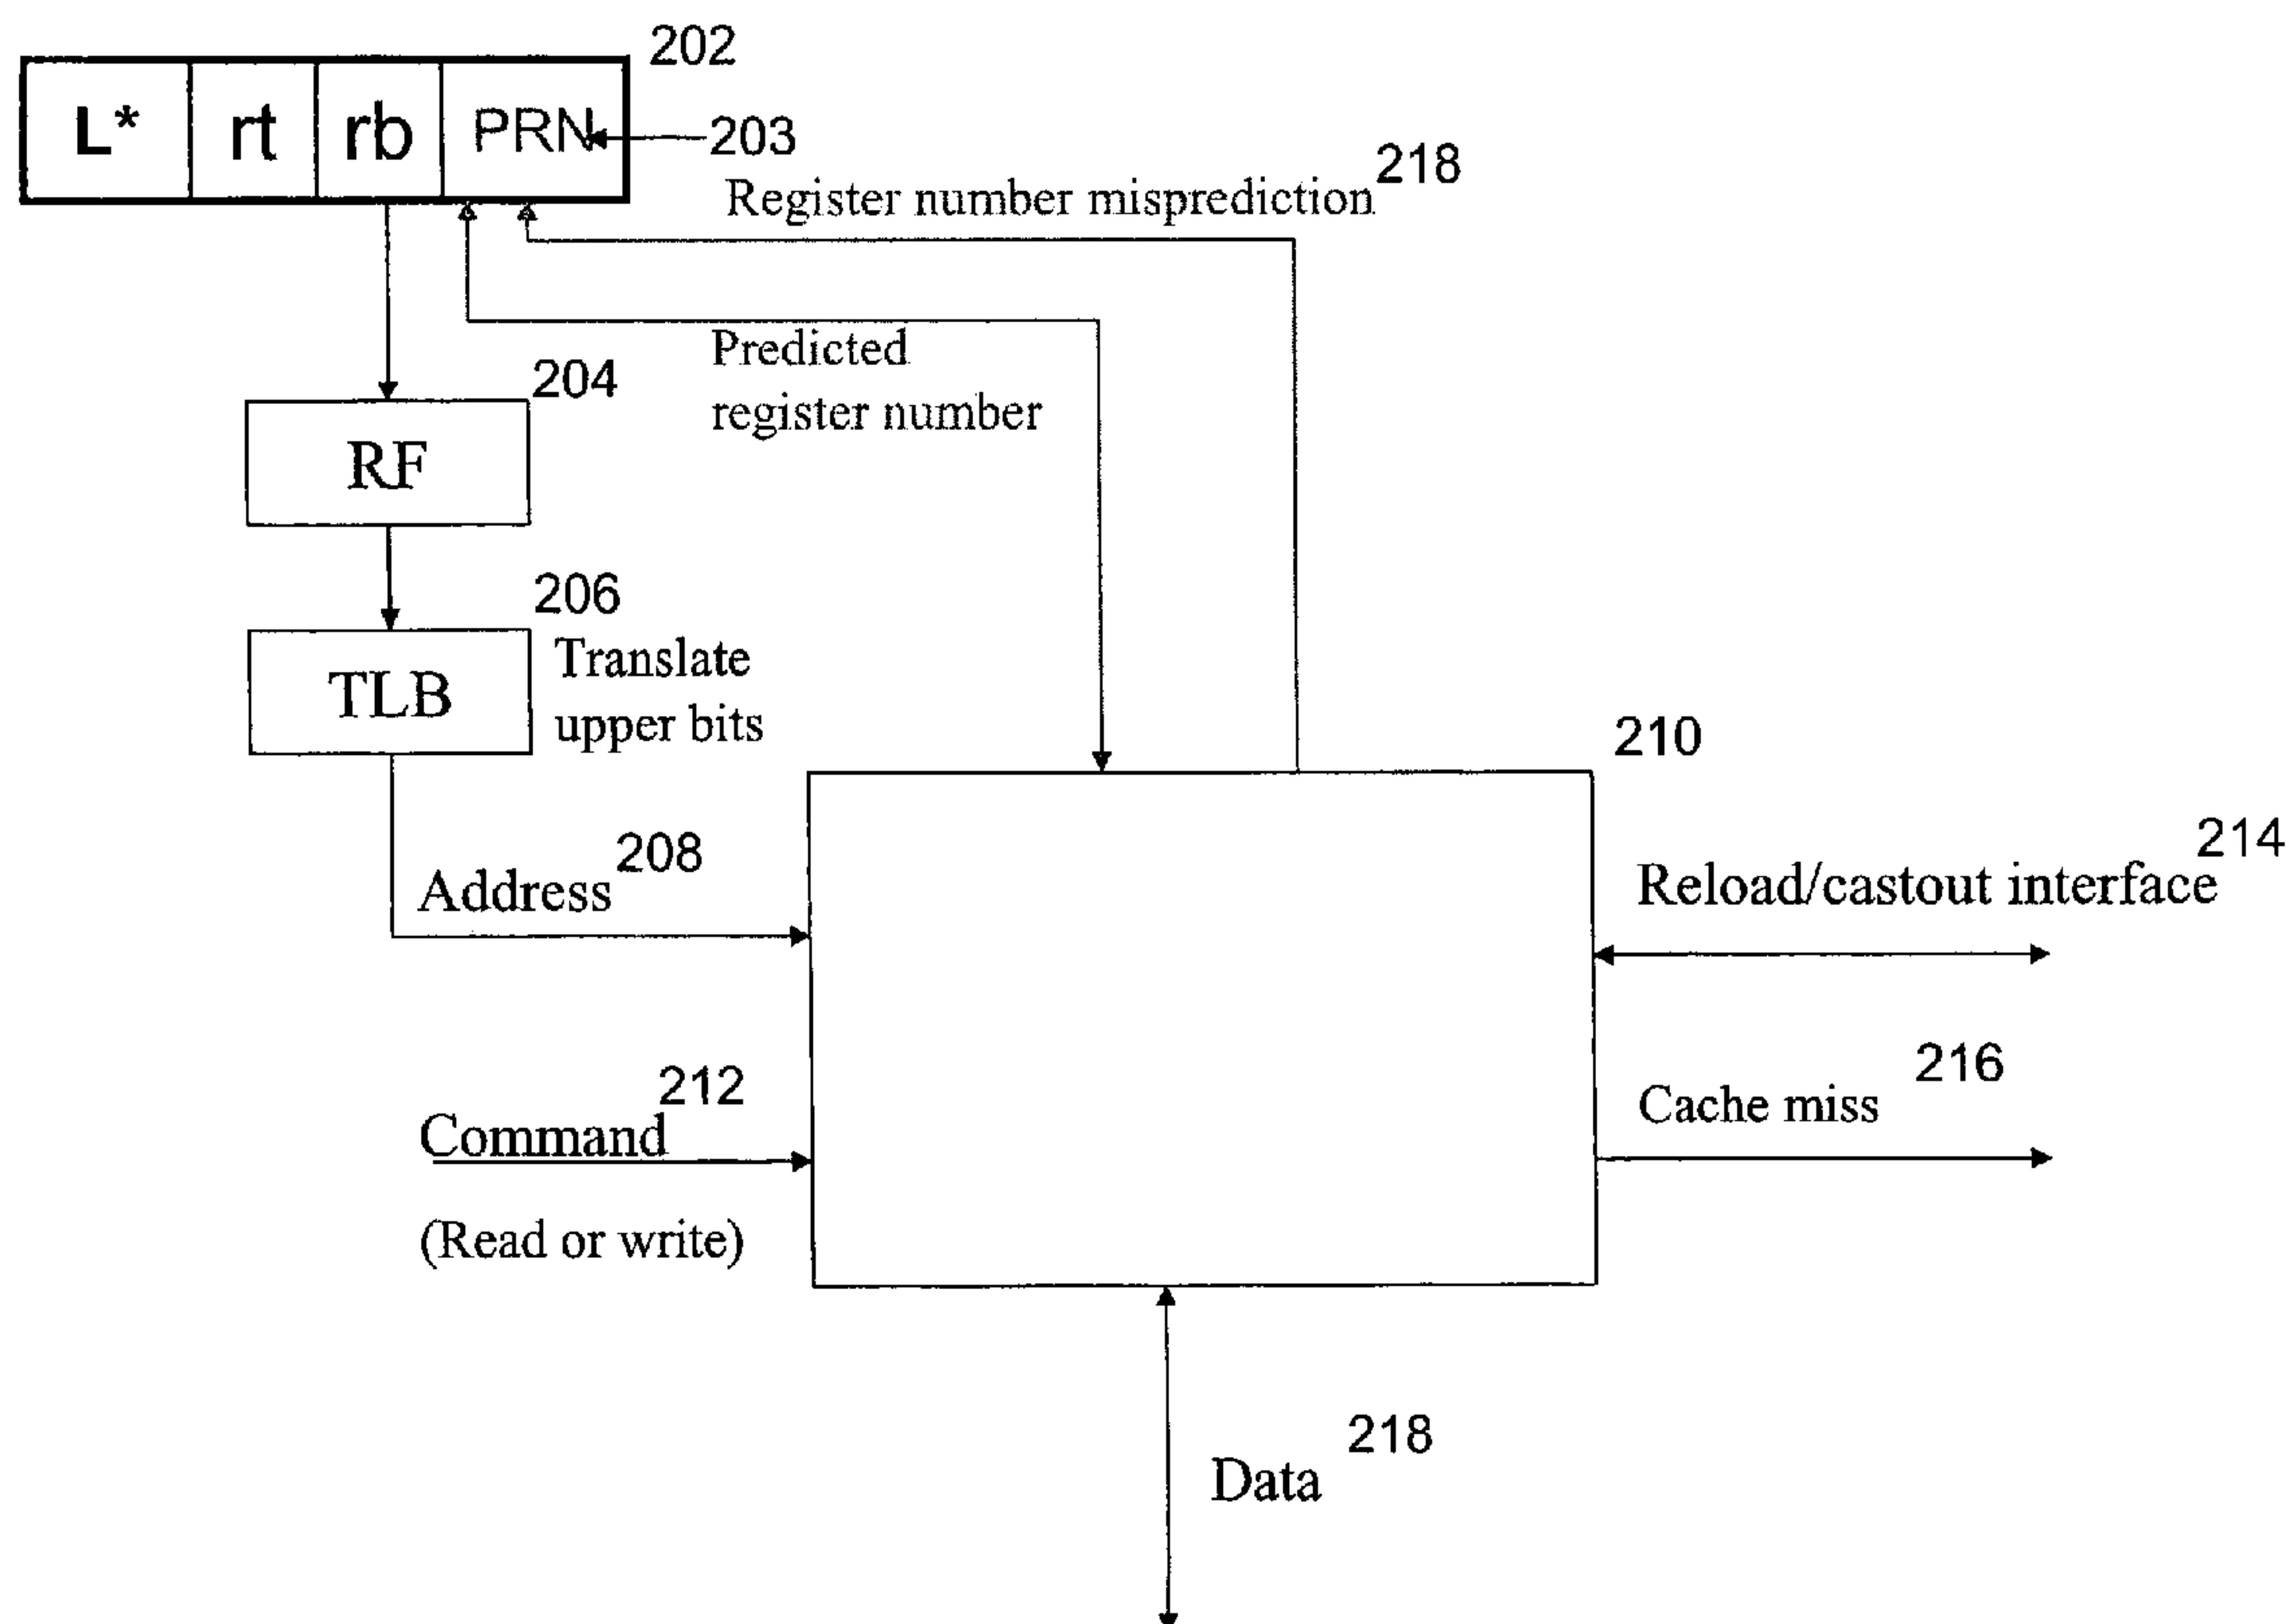 202
L* rt rb PRN 203
Register number misprediction 218
Predicted
register number
204
RF
206
TLB
Translate
upper bits
210
Address 208
Reload/castout interface 214
Command 212
(Read or write)
Cache miss 216
Data 218